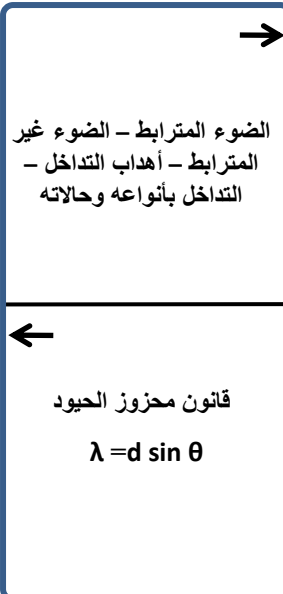 الضوء المترابط – الضوء غير
المترابط – أهداب التداخل –
التداخل بأنواعه وحالاته
قانون محزوز الحيود
λ =d sin θ